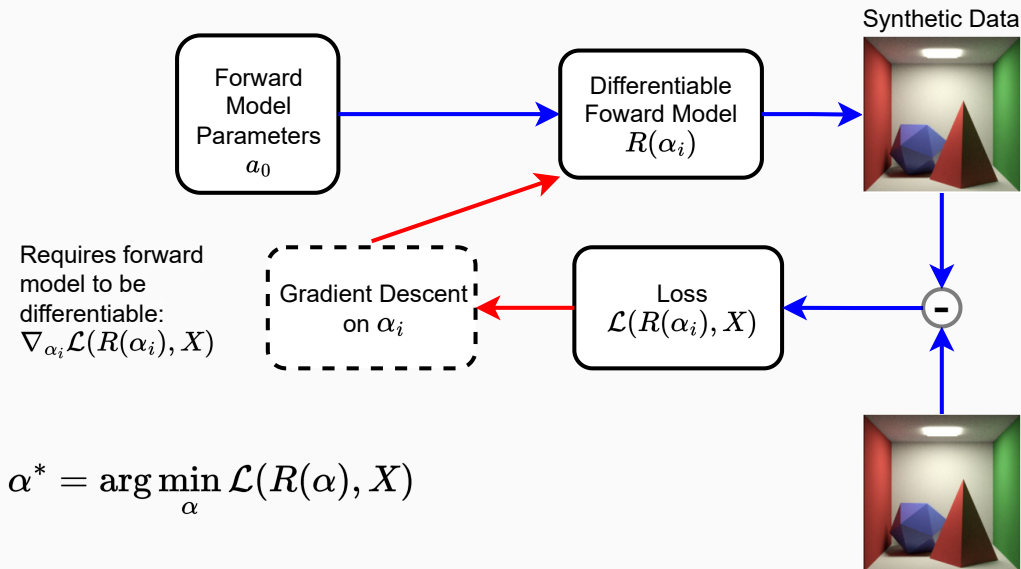 Synthetic Data
Forward
Model
Parameters
a₀
Differentiable
Foward Model
R(αᵢ)
Requires forward
model to be
differentiable:
∇_{αᵢ}ℒ(R(αᵢ), X)
Gradient Descent
on αᵢ
Loss
ℒ(R(αᵢ), X)
-
α* = arg min_α ℒ(R(α), X)